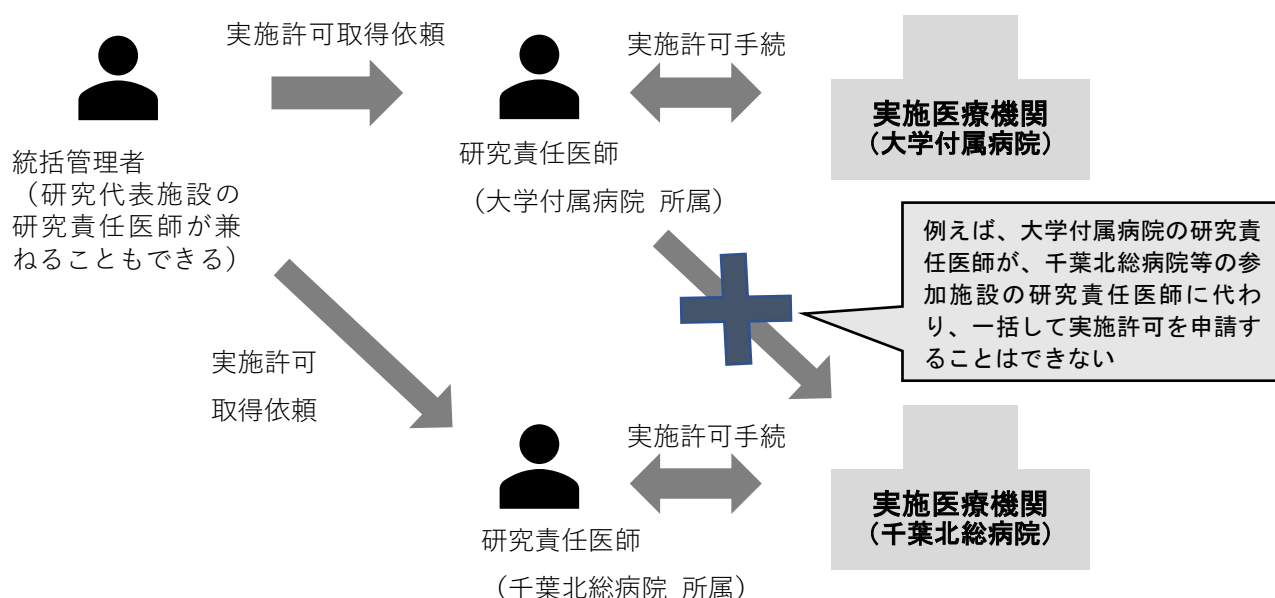 実施許可取得依頼
実施許可手続
実施医療機関
（大学付属病院）
統括管理者
（研究代表施設の
研究責任医師が兼
ねることもできる）
研究責任医師
（大学付属病院 所属）
例えば、大学付属病院の研究責
任医師が、千葉北総病院等の参
加施設の研究責任医師に代わ
り、一括して実施許可を申請す
ることはできない
実施許可
取得依頼
実施許可手続
実施医療機関
（千葉北総病院）
研究責任医師
（千葉北総病院 所属）